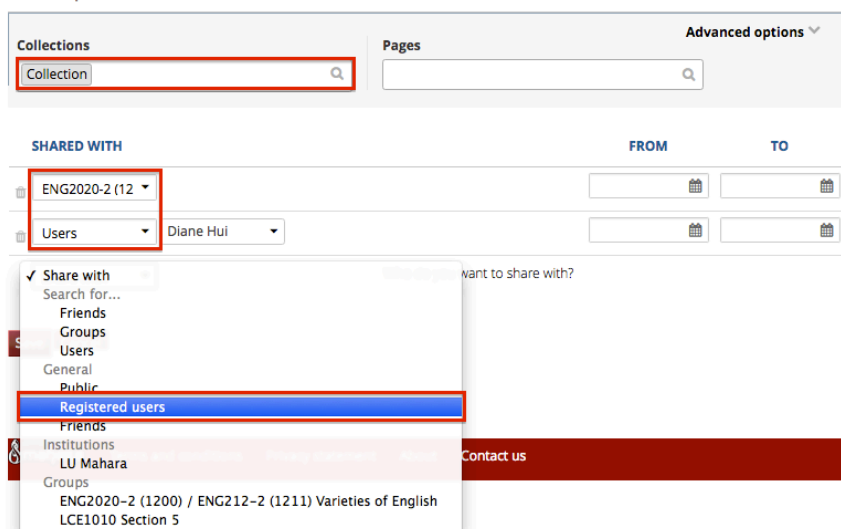 Advanced options
Collections
Pages
Collection
SHARED WITH
FROM
TO
ENG2020-2 (12
Users
Diane Hui
✓ Share with
want to share with?
Search for...
Friends
Groups
Users
General
Public
Registered users
Friends
Institutions
LU Mahara
Contact us
Groups
ENG2020-2 (1200) / ENG212-2 (1211) Varieties of English
LCE1010 Section 5